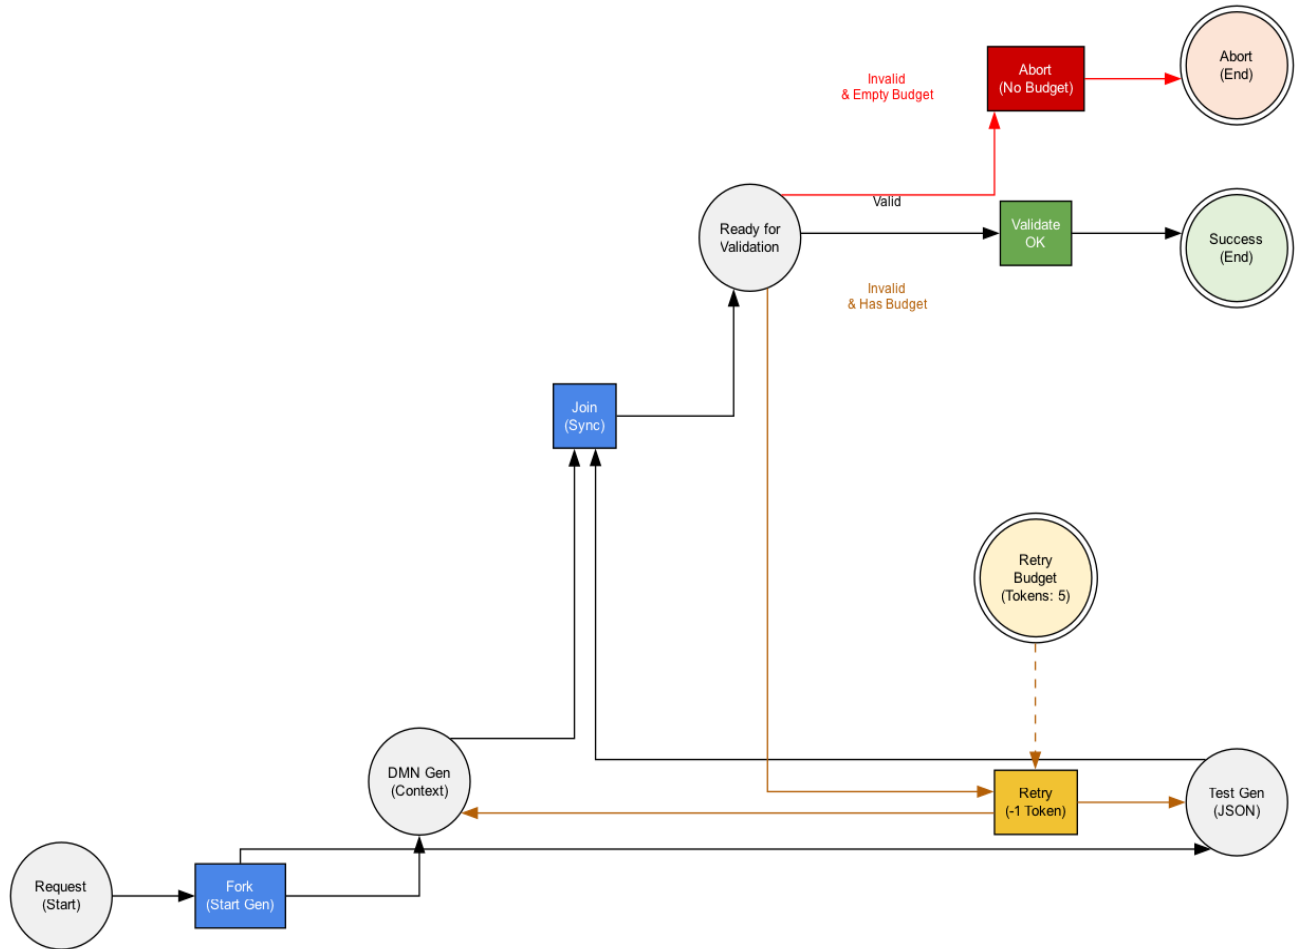 Abort
(End)
Abort
(No Budget)
Invalid
& Empty Budget
Valid
Ready for
Validation
Validate
OK
Success
(End)
Invalid
& Has Budget
Join
(Sync)
Retry
Budget
(Tokens: 5)
DMN Gen
(Context)
Retry
(-1 Token)
Test Gen
(JSON)
Request
(Start)
Fork
(Start Gen)